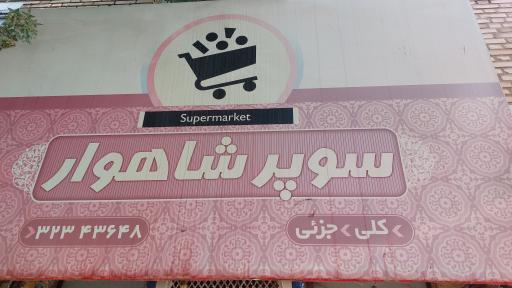 Supermarket
سوپر شاهوار
کلی > جزئی >
< ۳۲۳ ۴۳۶۴۸